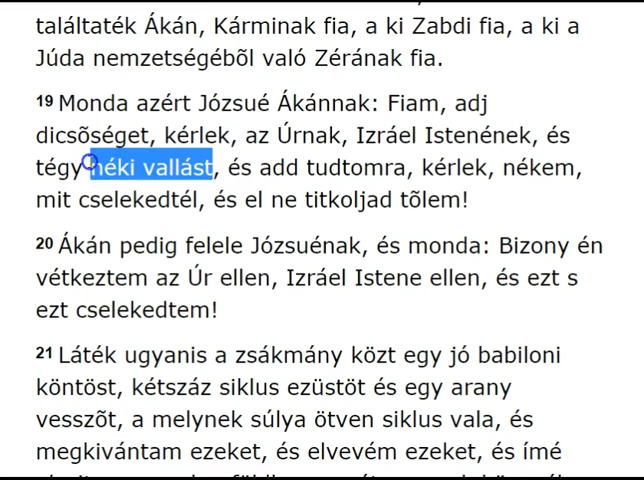 találtaték Ákán, Kárminak fia, a ki Zabdi fia, a ki a
Júda nemzetségébõl való Zérának fia.
19 Monda azért Józsué Ákánnak: Fiam, adj
dicsõséget, kérlek, az Úrnak, Izráel Istenének, és
tégy néki vallást, és add tudtomra, kérlek, nékem,
mit cselekedtél, és el ne titkoljad tõlem!
20 Ákán pedig felele Józsuénak, és monda: Bizony én
vétkeztem az Úr ellen, Izráel Istene ellen, és ezt s
ezt cselekedtem!
21 Láték ugyanis a zsákmány közt egy jó babiloni
köntöst, kétszáz siklus ezüstöt és egy arany
vesszõt, a melynek súlya ötven siklus vala, és
megkivántam ezeket, és elvevém ezeket, és ímé